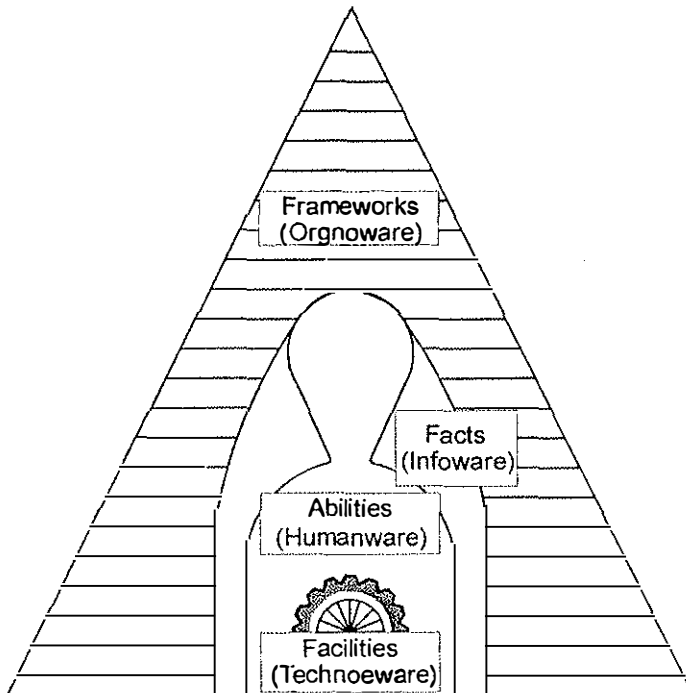 Frameworks
(Orgnoware)
Facts
(Infoware)
Abilities
(Humanware)
Facilities
(Technoeware)